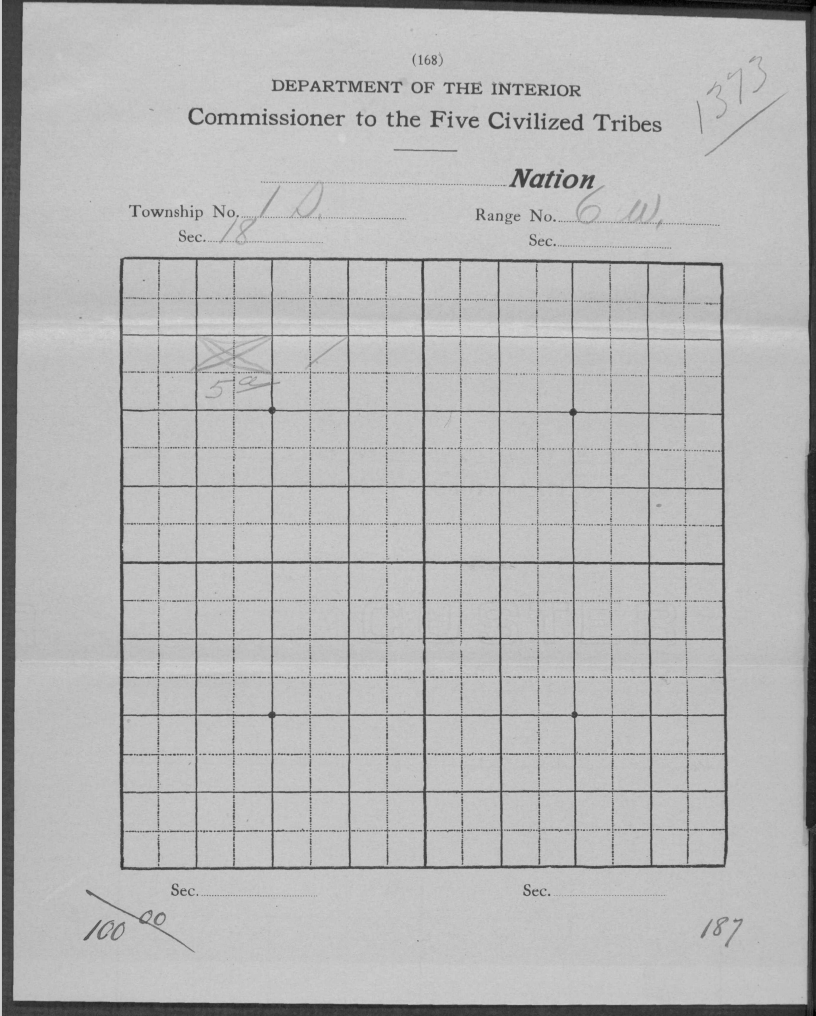 (168)
1373
DEPARTMENT OF THE INTERIOR
Commissioner to the Five Civilized Tribes
Nation
Township No. 1 S. Range No. 6 W.
Sec. 18 Sec.
5 a
Sec. Sec.
100 00
187